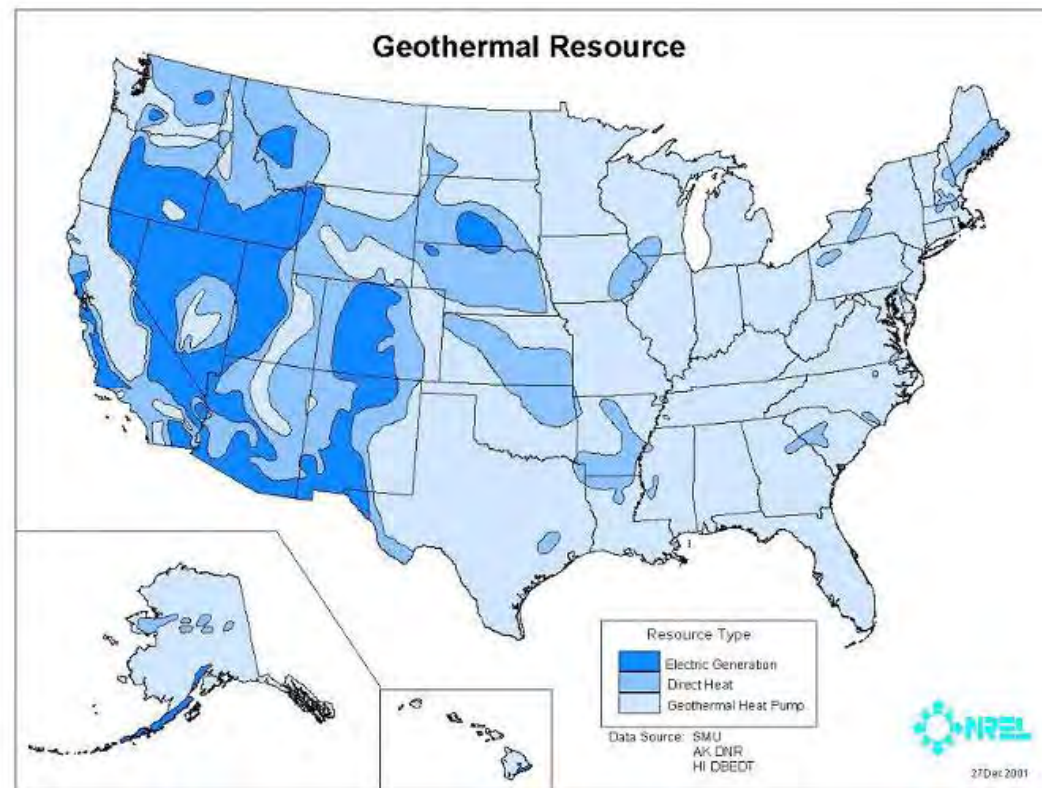 Geothermal Resource
Resource Type
Electric Generation
Direct Heat
Geothermal Heat Pump
Data Source: SMU
AK DNR
HI DBEDT
NREL
27Dec 2001